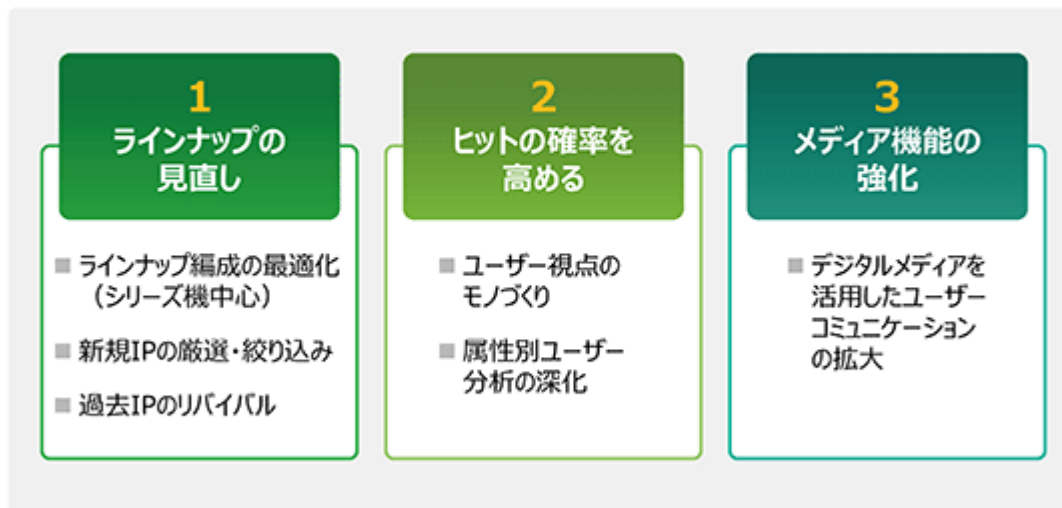 1
ラインナップの
見直し
■ ラインナップ編成の最適化
（シリーズ機中心）
■ 新規IPの厳選・絞り込み
■ 過去IPのリバイバル
2
ヒットの確率を
高める
■ ユーザー視点の
モノづくり
■ 属性別ユーザー
分析の深化
3
メディア機能の
強化
■ デジタルメディアを
活用したユーザー
コミュニケーション
の拡大